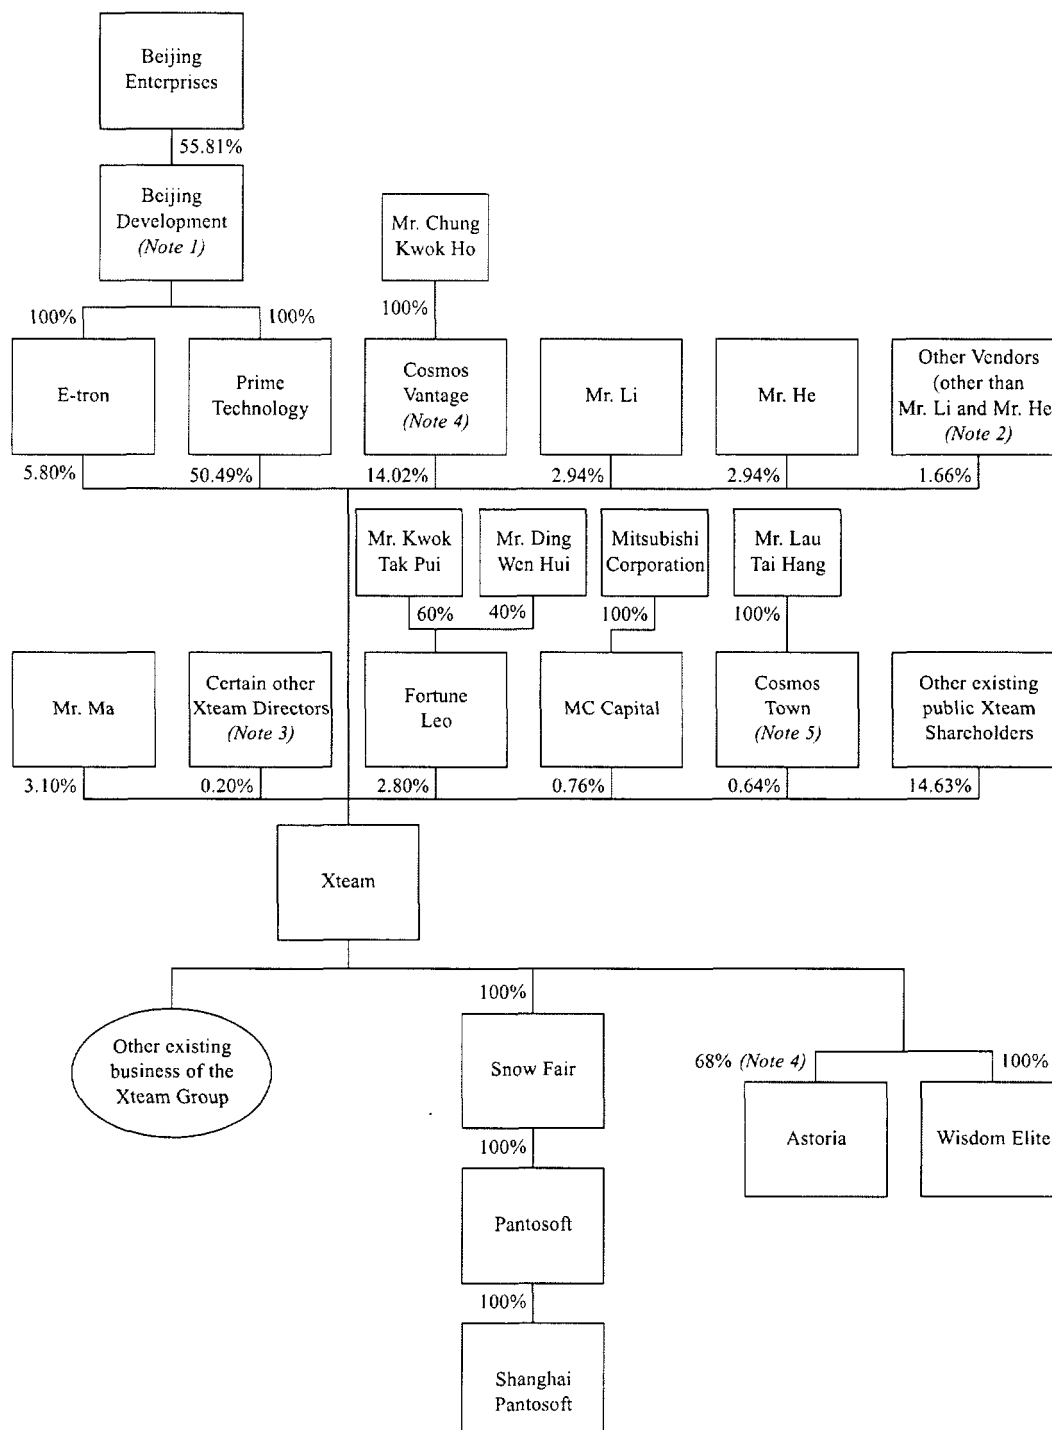 Beijing
Enterprises
55.81%
Beijing
Development
(Note 1)
Mr. Chung
Kwok Ho
100%
100%
100%
E-tron
Prime
Technology
Cosmos
Vantage
(Note 4)
Mr. Li
Mr. He
Other Vendors
(other than
Mr. Li and Mr. He
(Note 2)
5.80%
50.49%
14.02%
2.94%
2.94%
1.66%
Mr. Kwok
Tak Pui
Mr. Ding
Wen Hui
Mitsubishi
Corporation
Mr. Lau
Tai Hang
60%
40%
100%
100%
Mr. Ma
Certain other
Xteam Directors
(Note 3)
Fortune
Leo
MC Capital
Cosmos
Town
(Note 5)
Other existing
public Xteam
Shareholders
3.10%
0.20%
2.80%
0.76%
0.64%
14.63%
Xteam
100%
Other existing
business of the
Xteam Group
Snow Fair
68% (Note 4)
100%
Astoria
Wisdom Elite
100%
Pantosoft
100%
Shanghai
Pantosoft